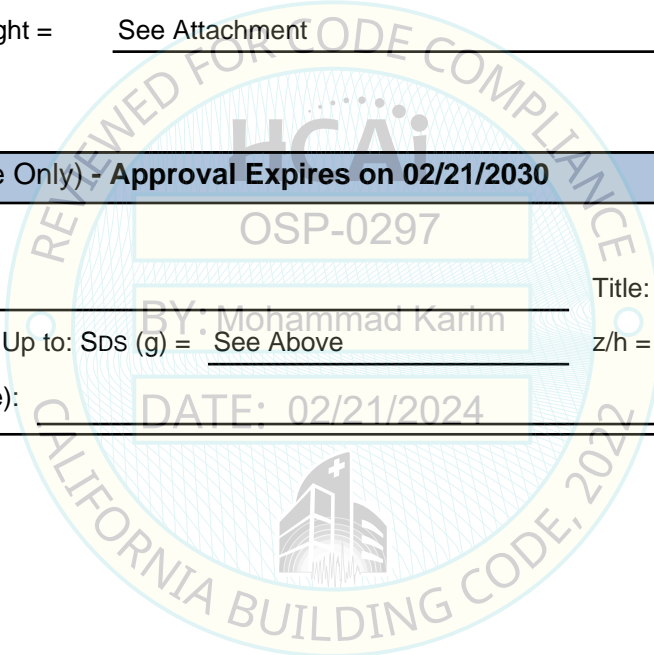 ght = See Attachment
REVIEWED FOR CODE COMPLIANCE
HCAi
e Only) - Approval Expires on 02/21/2030
OSP-0297
Title:
BY: Mohammad Karim
Up to: SDS (g) = See Above z/h =
e):
DATE: 02/21/2024
CALIFORNIA BUILDING CODE, 2022